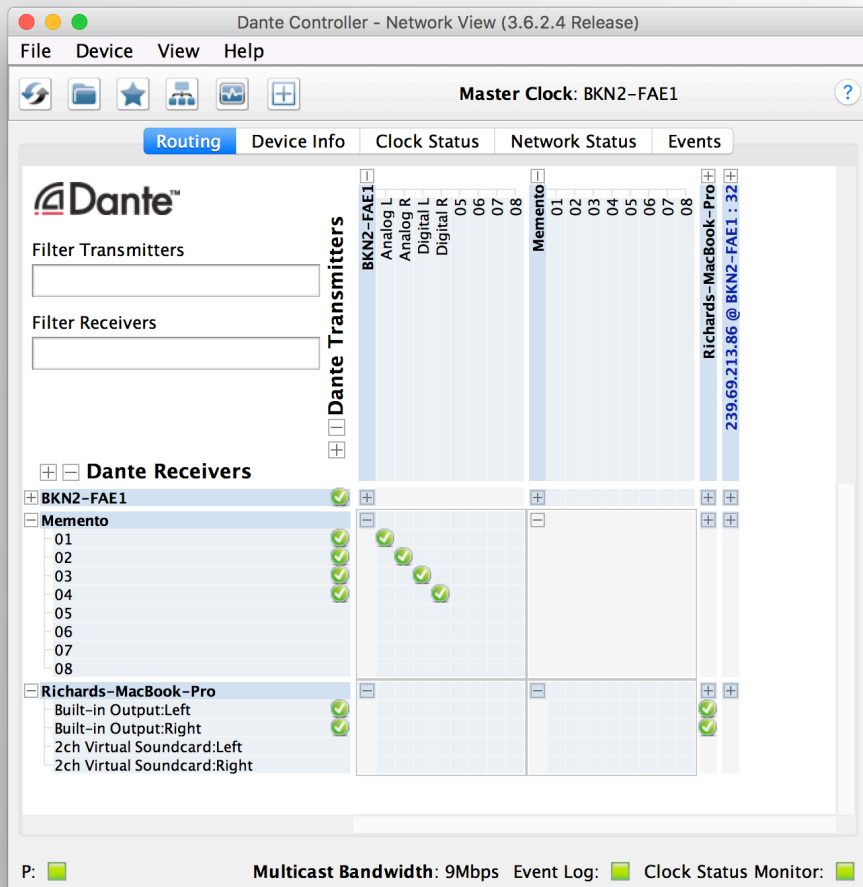 Dante Controller - Network View (3.6.2.4 Release)
File Device View Help
Master Clock: BKN2-FAE1
?
Routing Device Info Clock Status Network Status Events
Dante™
Filter Transmitters
Filter Receivers
Dante Transmitters
BKN2-FAE1
Analog L
Analog R
Digital L
Digital R
05
06
07
08
Memento
01
02
03
04
05
06
07
08
Richards-MacBook-Pro
239.69.213.86 @ BKN2-FAE1 : 32
Dante Receivers
BKN2-FAE1
Memento
01
02
03
04
05
06
07
08
Richards-MacBook-Pro
Built-in Output:Left
Built-in Output:Right
2ch Virtual Soundcard:Left
2ch Virtual Soundcard:Right
P: Multicast Bandwidth: 9Mbps Event Log: Clock Status Monitor: